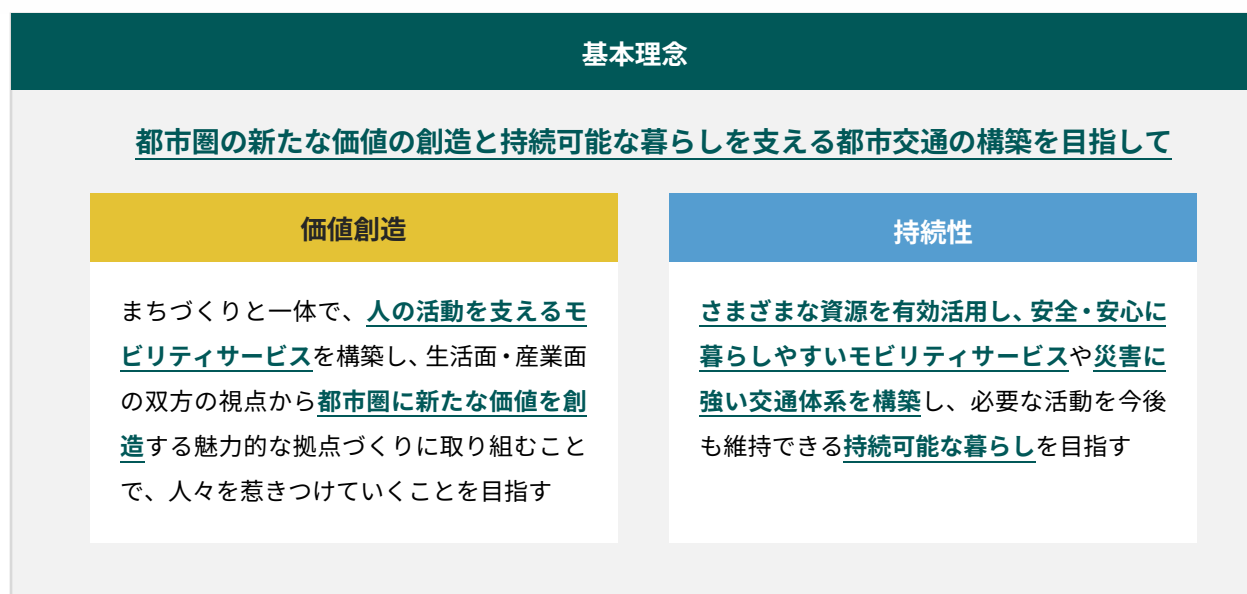 基本理念
都市圏の新たな価値の創造と持続可能な暮らしを支える都市交通の構築を目指して
価値創造
まちづくりと一体で、人の活動を支えるモ
ビリティサービスを構築し、生活面・産業面
の双方の視点から都市圏に新たな価値を創
造する魅力的な拠点づくりに取り組むこと
で、人々を惹きつけていくことを目指す
持続性
さまざまな資源を有効活用し、安全・安心に
暮らしやすいモビリティサービスや災害に
強い交通体系を構築し、必要な活動を今後
も維持できる持続可能な暮らしを目指す